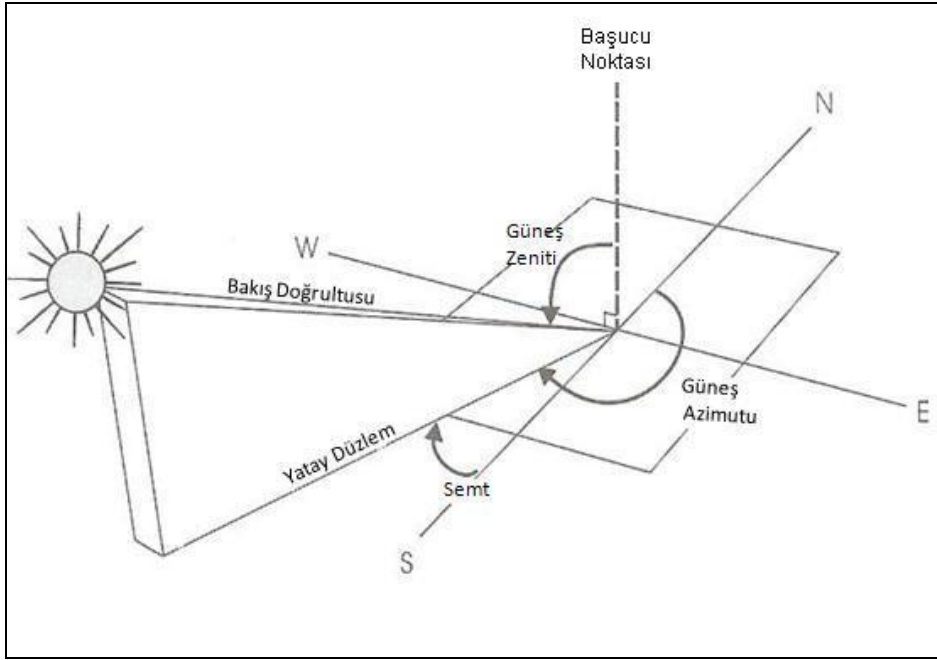 Başucu
Noktası
N
Güneş
Zeniti
W
Bakış Doğrultusu
Güneş
Azimutu
E
Yatay Düzlem
Semt
S